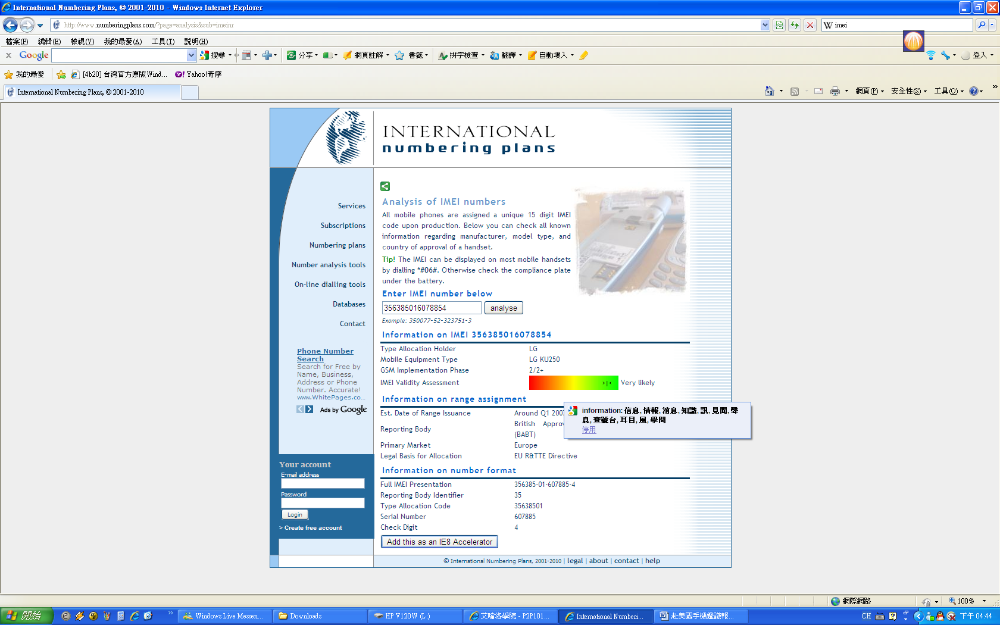 International Numbering Plans, © 2001-2010 - Windows Internet Explorer
http://www.numberingplans.com/?page=analysis&sub=imeinr
imei
檔案(F) 編輯(E) 檢視(V) 我的最愛(A) 工具(T) 說明(H)
x Google 搜尋 分享 網頁註解 書籤 拼字檢查 翻譯 自動填入 登入
我的最愛 [4b20] 台灣官方原版Wind... Yahoo!奇摩
International Numbering Plans, © 2001-2010
網頁(P) 安全性(S) 工具(O)
INTERNATIONAL
numbering plans
Services
Subscriptions
Numbering plans
Number analysis tools
On-line dialling tools
Databases
Contact
Phone Number
Search
Search for Free by
Name, Business,
Address or Phone
Number. Accurate!
www.WhitePages.co...
Ads by Google
Your account
E-mail address
Password
Login
> Create free account
Analysis of IMEI numbers
All mobile phones are assigned a unique 15 digit IMEI
code upon production. Below you can check all known
information regarding manufacturer, model type, and
country of approval of a handset.
Tip! The IMEI can be displayed on most mobile handsets
by dialling *#06#. Otherwise check the compliance plate
under the battery.
Enter IMEI number below
356385016078854 analyse
Example: 350077-52-323751-3
Information on IMEI 356385016078854
Type Allocation Holder LG
Mobile Equipment Type LG KU250
GSM Implementation Phase 2/2+
IMEI Validity Assessment >|< Very likely
Information on range assignment
Est. Date of Range Issuance Around Q1 200
Reporting Body British Approv
(BABT)
Primary Market Europe
Legal Basis for Allocation EU R&TTE Directive
information: 信息, 情報, 消息, 知識, 訊, 見聞, 聲
息, 查號台, 耳目, 風, 學問
停用
Information on number format
Full IMEI Presentation 356385-01-607885-4
Reporting Body Identifier 35
Type Allocation Code 35638501
Serial Number 607885
Check Digit 4
Add this as an IE8 Accelerator
© International Numbering Plans, 2001-2010 | legal | about | contact | help
網際網路 100%
開始 Windows Live Messen... Downloads HP V120W (L:) 艾噹洛學院 - P2P101... International Numberi... 赴美國手機鑑識報... CH 下午 04:44